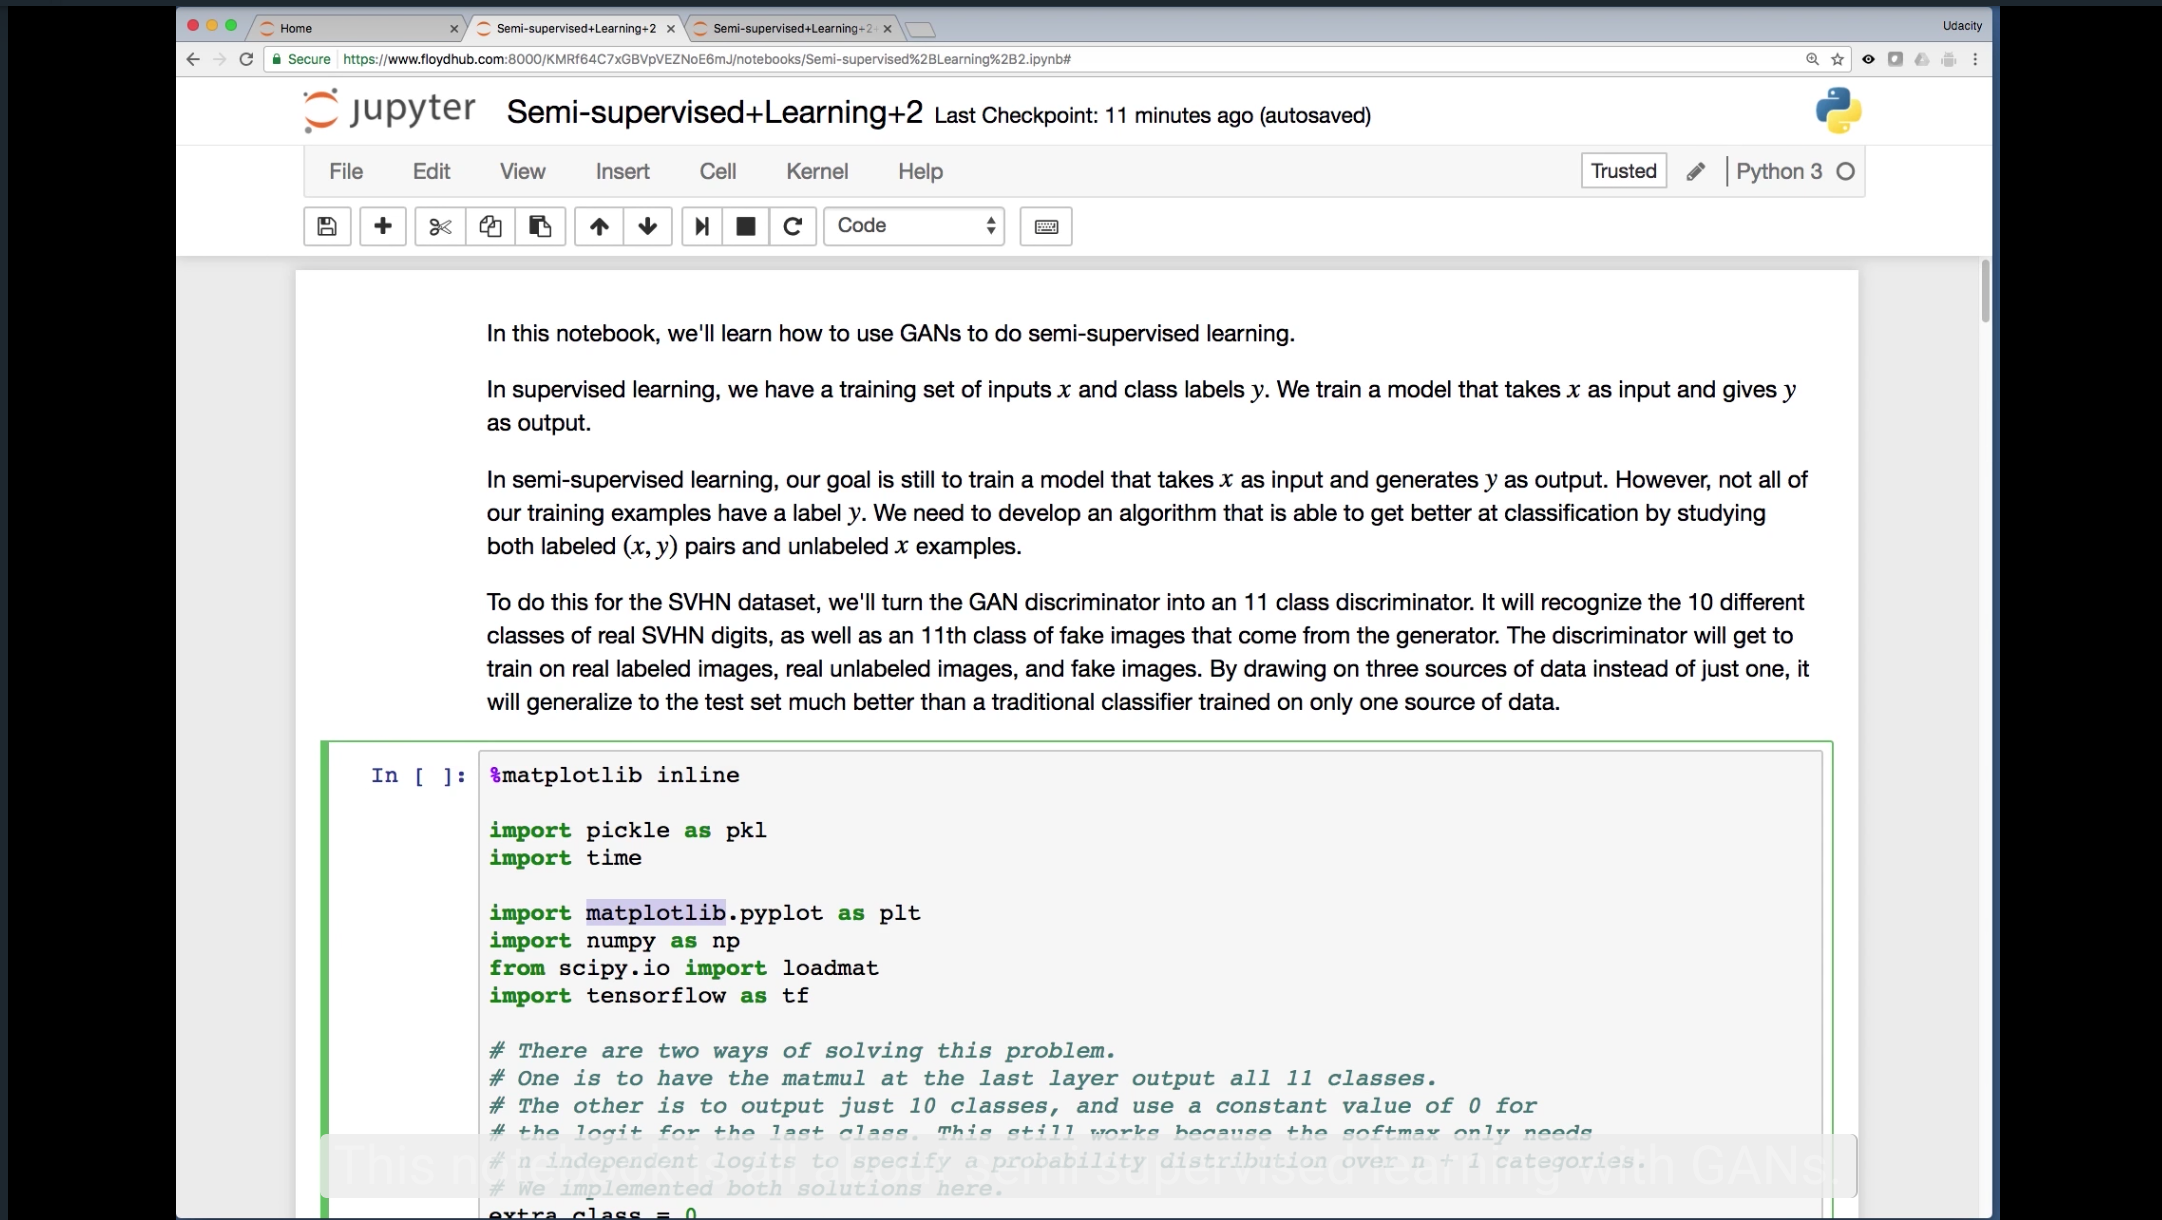 Home
Semi-supervised+Learning+2
Semi-supervised+Learning+2
Udacity
Secure https://www.floydhub.com:8000/KMRf64C7xGBVpVEZNoE6mJ/notebooks/Semi-supervised%2BLearning%2B2.ipynb#
jupyter Semi-supervised+Learning+2 Last Checkpoint: 11 minutes ago (autosaved)
File Edit View Insert Cell Kernel Help Trusted Python 3
Code
In this notebook, we'll learn how to use GANs to do semi-supervised learning.
In supervised learning, we have a training set of inputs x and class labels y. We train a model that takes x as input and gives y
as output.
In semi-supervised learning, our goal is still to train a model that takes x as input and generates y as output. However, not all of
our training examples have a label y. We need to develop an algorithm that is able to get better at classification by studying
both labeled (x, y) pairs and unlabeled x examples.
To do this for the SVHN dataset, we'll turn the GAN discriminator into an 11 class discriminator. It will recognize the 10 different
classes of real SVHN digits, as well as an 11th class of fake images that come from the generator. The discriminator will get to
train on real labeled images, real unlabeled images, and fake images. By drawing on three sources of data instead of just one, it
will generalize to the test set much better than a traditional classifier trained on only one source of data.
In [ ]: %matplotlib inline
import pickle as pkl
import time
import matplotlib.pyplot as plt
import numpy as np
from scipy.io import loadmat
import tensorflow as tf
# There are two ways of solving this problem.
# One is to have the matmul at the last layer output all 11 classes.
# The other is to output just 10 classes, and use a constant value of 0 for
# the logit for the last class. This still works because the softmax only needs
# n independent logits to specify a probability distribution over n + 1 categories.
# We implemented both solutions here.
extra_class = 0
This notebook is all about semi-supervised learning with GANs.